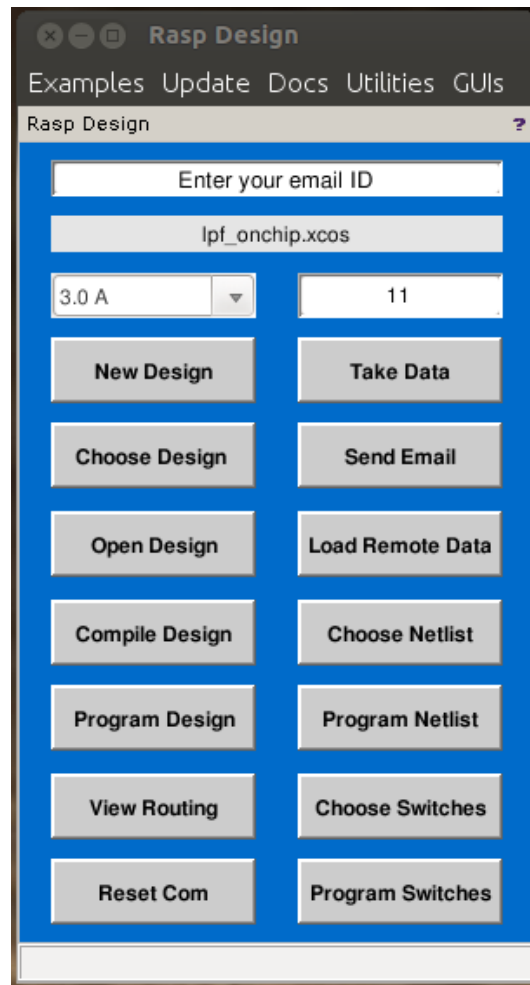 Rasp Design
Examples Update Docs Utilities GUIs
Rasp Design ?
Enter your email ID
lpf_onchip.xcos
3.0 A 11
New Design Take Data
Choose Design Send Email
Open Design Load Remote Data
Compile Design Choose Netlist
Program Design Program Netlist
View Routing Choose Switches
Reset Com Program Switches